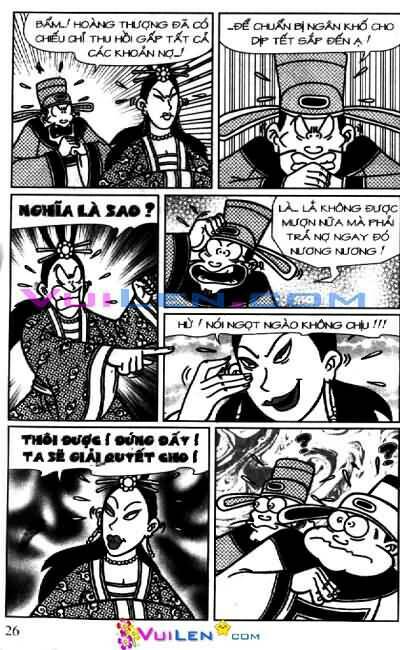 BẨM..! HOÀNG THƯỢNG ĐÃ CÓ
CHIẾU CHỈ THU HỒI GẤP TẤT CẢ
CÁC KHOẢN NỢ..!
..ĐỂ CHUẨN BỊ NGÂN KHỐ CHO
DỊP TẾT SẮP ĐẾN Ạ !
NGHĨA LÀ SAO ?
LÀ... LÀ KHÔNG ĐƯỢC
MƯỢN NỮA MÀ PHẢI
TRẢ NỢ NGAY ĐÓ
NƯƠNG NƯƠNG !
VuiLen.com
HỪ ! NÓI NGỌT NGÀO KHÔNG CHỊU !!!
THÔI ĐƯỢC ! ĐỨNG ĐẤY !
TA SẼ GIẢI QUYẾT CHO !
26
VuiLen.com